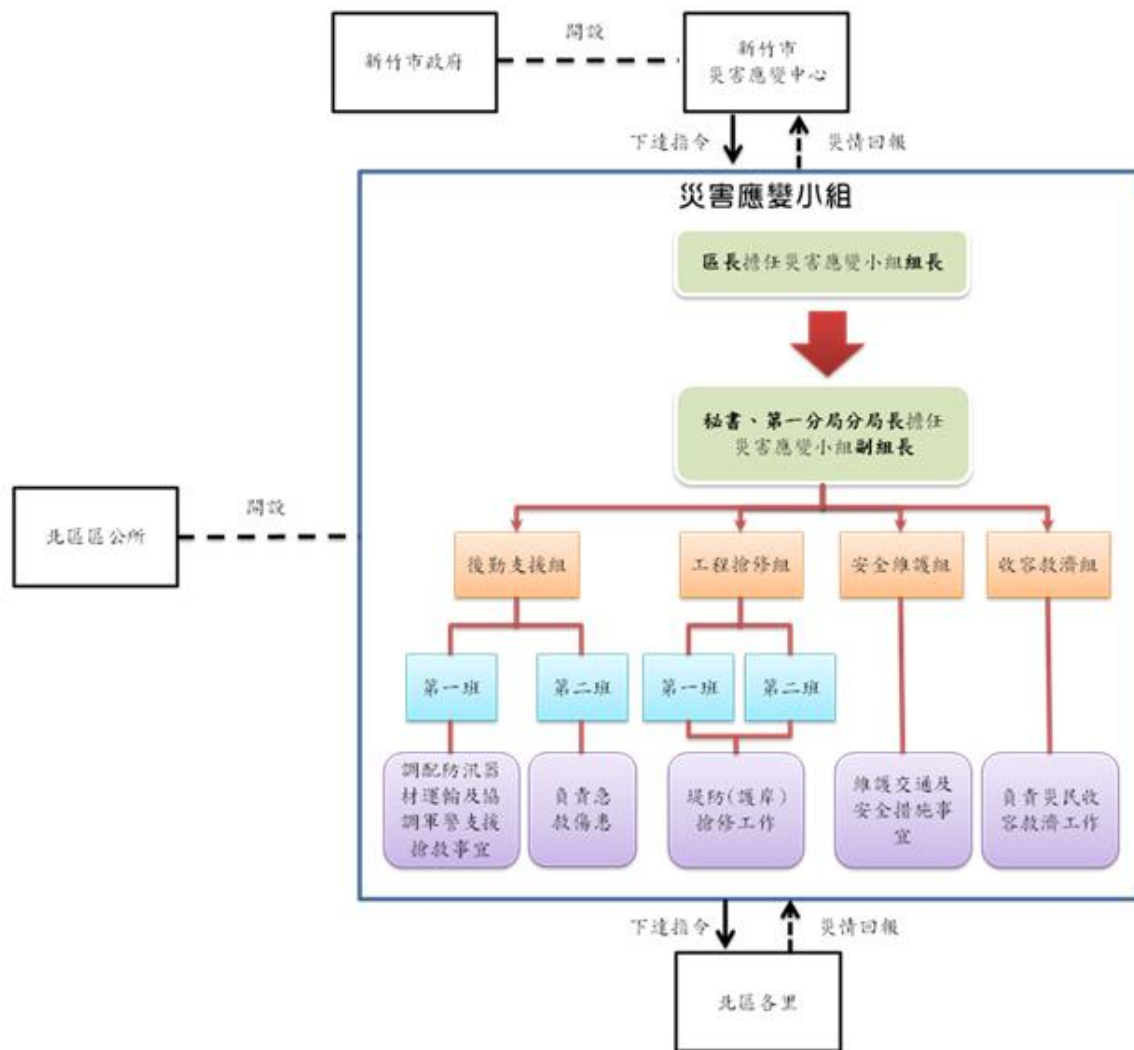 開設
新竹市政府
新竹市
災害應變中心
下達指令
災情回報
災害應變小組
區長擔任災害應變小組組長
秘書、第一分局分局長擔任
災害應變小組副組長
開設
北區區公所
後勤支援組
工程搶修組
安全維護組
收容救濟組
第一班
第二班
第一班
第二班
調配防汛器
材運輸及協
調軍警支援
搶救事宜
負責急
救傷患
堤防(護岸)
搶修工作
維護交通及
安全措施事
宜
負責災民收
容救濟工作
下達指令
災情回報
北區各里